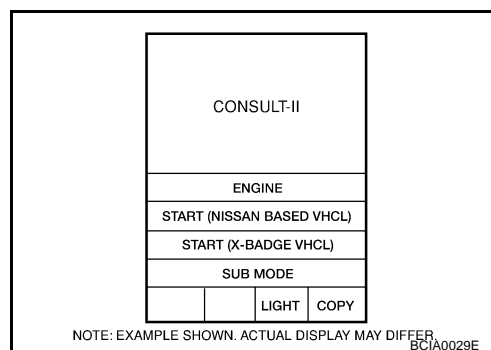 CONSULT-II
ENGINE
START (NISSAN BASED VHCL)
START (X-BADGE VHCL)
SUB MODE
LIGHT COPY
NOTE: EXAMPLE SHOWN. ACTUAL DISPLAY MAY DIFFER.
BCIA0029E